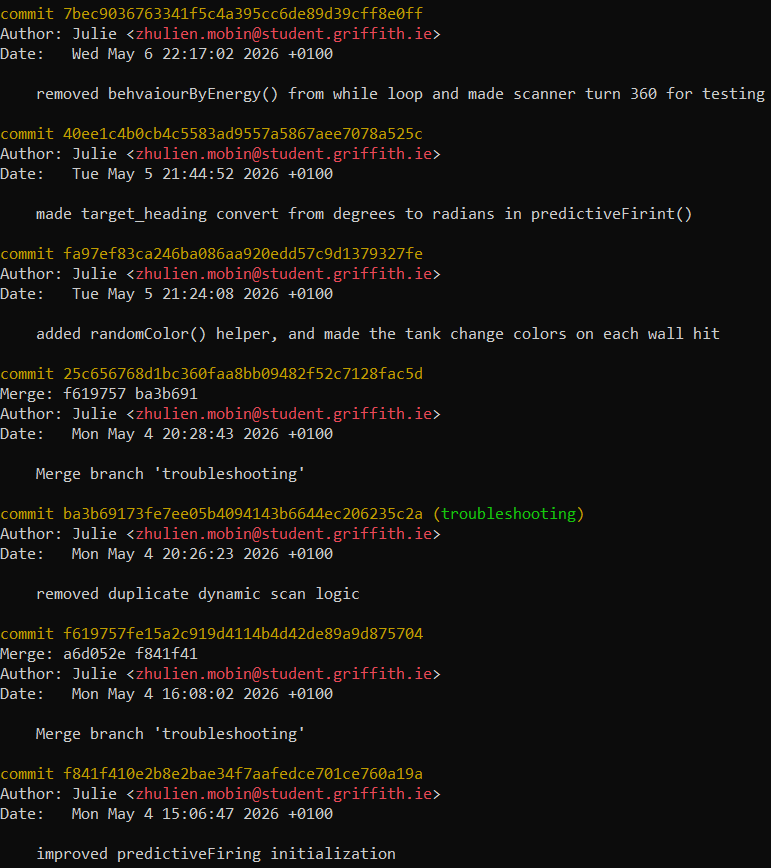 commit 7bec9036763341f5c4a395cc6de89d39cff8e0ff
Author: Julie <zhulien.mobin@student.griffith.ie>
Date:   Wed May 6 22:17:02 2026 +0100
removed behvaiourByEnergy() from while loop and made scanner turn 360 for testing
commit 40ee1c4b0cb4c5583ad9557a5867aee7078a525c
Author: Julie <zhulien.mobin@student.griffith.ie>
Date:   Tue May 5 21:44:52 2026 +0100
made target_heading convert from degrees to radians in predictiveFirint()
commit fa97ef83ca246ba086aa920edd57c9d1379327fe
Author: Julie <zhulien.mobin@student.griffith.ie>
Date:   Tue May 5 21:24:08 2026 +0100
added randomColor() helper, and made the tank change colors on each wall hit
commit 25c656768d1bc360faa8bb09482f52c7128fac5d
Merge: f619757 ba3b691
Author: Julie <zhulien.mobin@student.griffith.ie>
Date:   Mon May 4 20:28:43 2026 +0100
Merge branch 'troubleshooting'
commit ba3b69173fe7ee05b4094143b6644ec206235c2a (troubleshooting)
Author: Julie <zhulien.mobin@student.griffith.ie>
Date:   Mon May 4 20:26:23 2026 +0100
removed duplicate dynamic scan logic
commit f619757fe15a2c919d4114b4d42de89a9d875704
Merge: a6d052e f841f41
Author: Julie <zhulien.mobin@student.griffith.ie>
Date:   Mon May 4 16:08:02 2026 +0100
Merge branch 'troubleshooting'
commit f841f410e2b8e2bae34f7aafedce701ce760a19a
Author: Julie <zhulien.mobin@student.griffith.ie>
Date:   Mon May 4 15:06:47 2026 +0100
improved predictiveFiring initialization